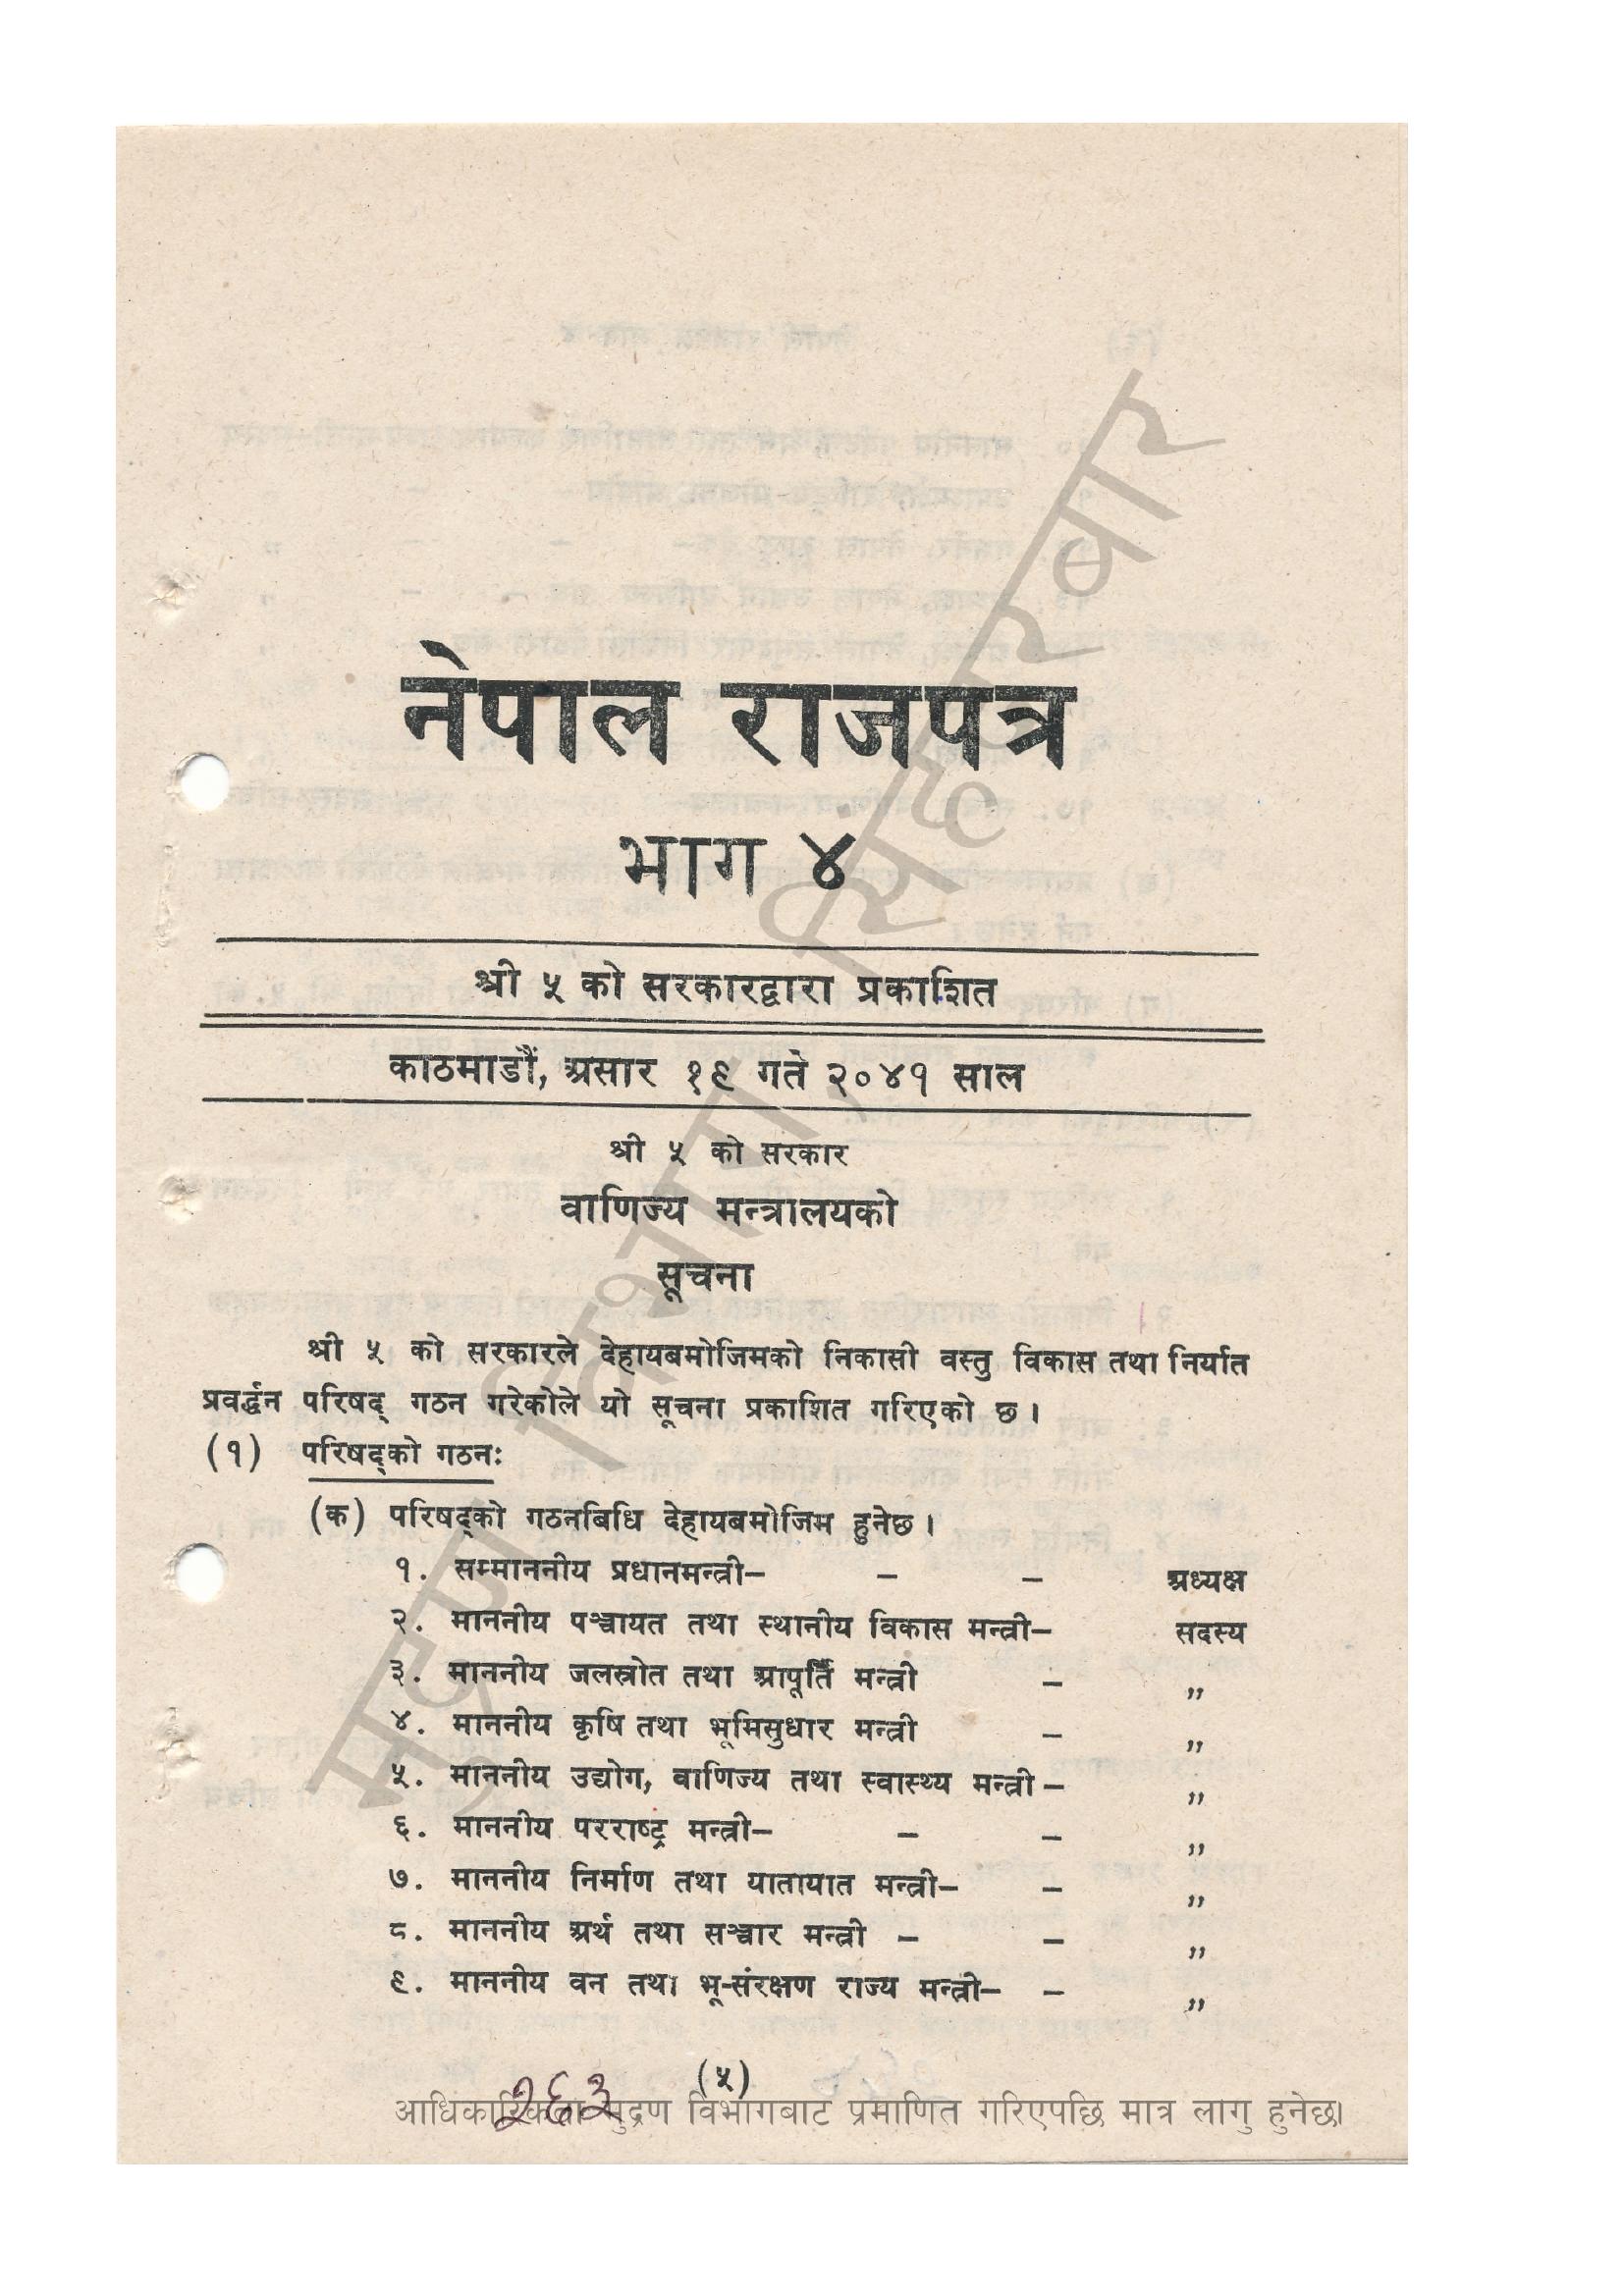 नेपाल राजपत्र
भाग ४
श्री ५ को सरकारद्वारा प्रकाशित
काठमाडौं, असार १९ गते २०४१ साल
श्री ५ को सरकार
वाणिज्य मन्त्रालयको
सूचना
श्री ५ को सरकारले देहायबमोजिमको निकासी वस्तु विकास तथा निर्यात
प्रवर्द्धन परिषद् गठन गरेकोले यो सूचना प्रकाशित गरिएको छ ।
(१) परिषद्को गठनः
(क) परिषद्को गठनबिधि देहायबमोजिम हुनेछ ।
१. सम्माननीय प्रधानमन्त्री– – – अध्यक्ष
२. माननीय पञ्चायत तथा स्थानीय विकास मन्त्री– सदस्य
३. माननीय जलस्रोत तथा आपूर्ति मन्त्री – ,,
४. माननीय कृषि तथा भूमिसुधार मन्त्री – ,,
५. माननीय उद्योग, वाणिज्य तथा स्वास्थ्य मन्त्री – ,,
६. माननीय परराष्ट्र मन्त्री– – – ,,
७. माननीय निर्माण तथा यातायात मन्त्री– – ,,
८. माननीय अर्थ तथा सञ्चार मन्त्री – – ,,
९. माननीय वन तथा भू-संरक्षण राज्य मन्त्री– – ,,
(५)
२६३
आधिकारिकता मुद्रण विभागबाट प्रमाणित गरिएपछि मात्र लागु हुनेछ।
मुद्रण विभाग, सिंहदरबार